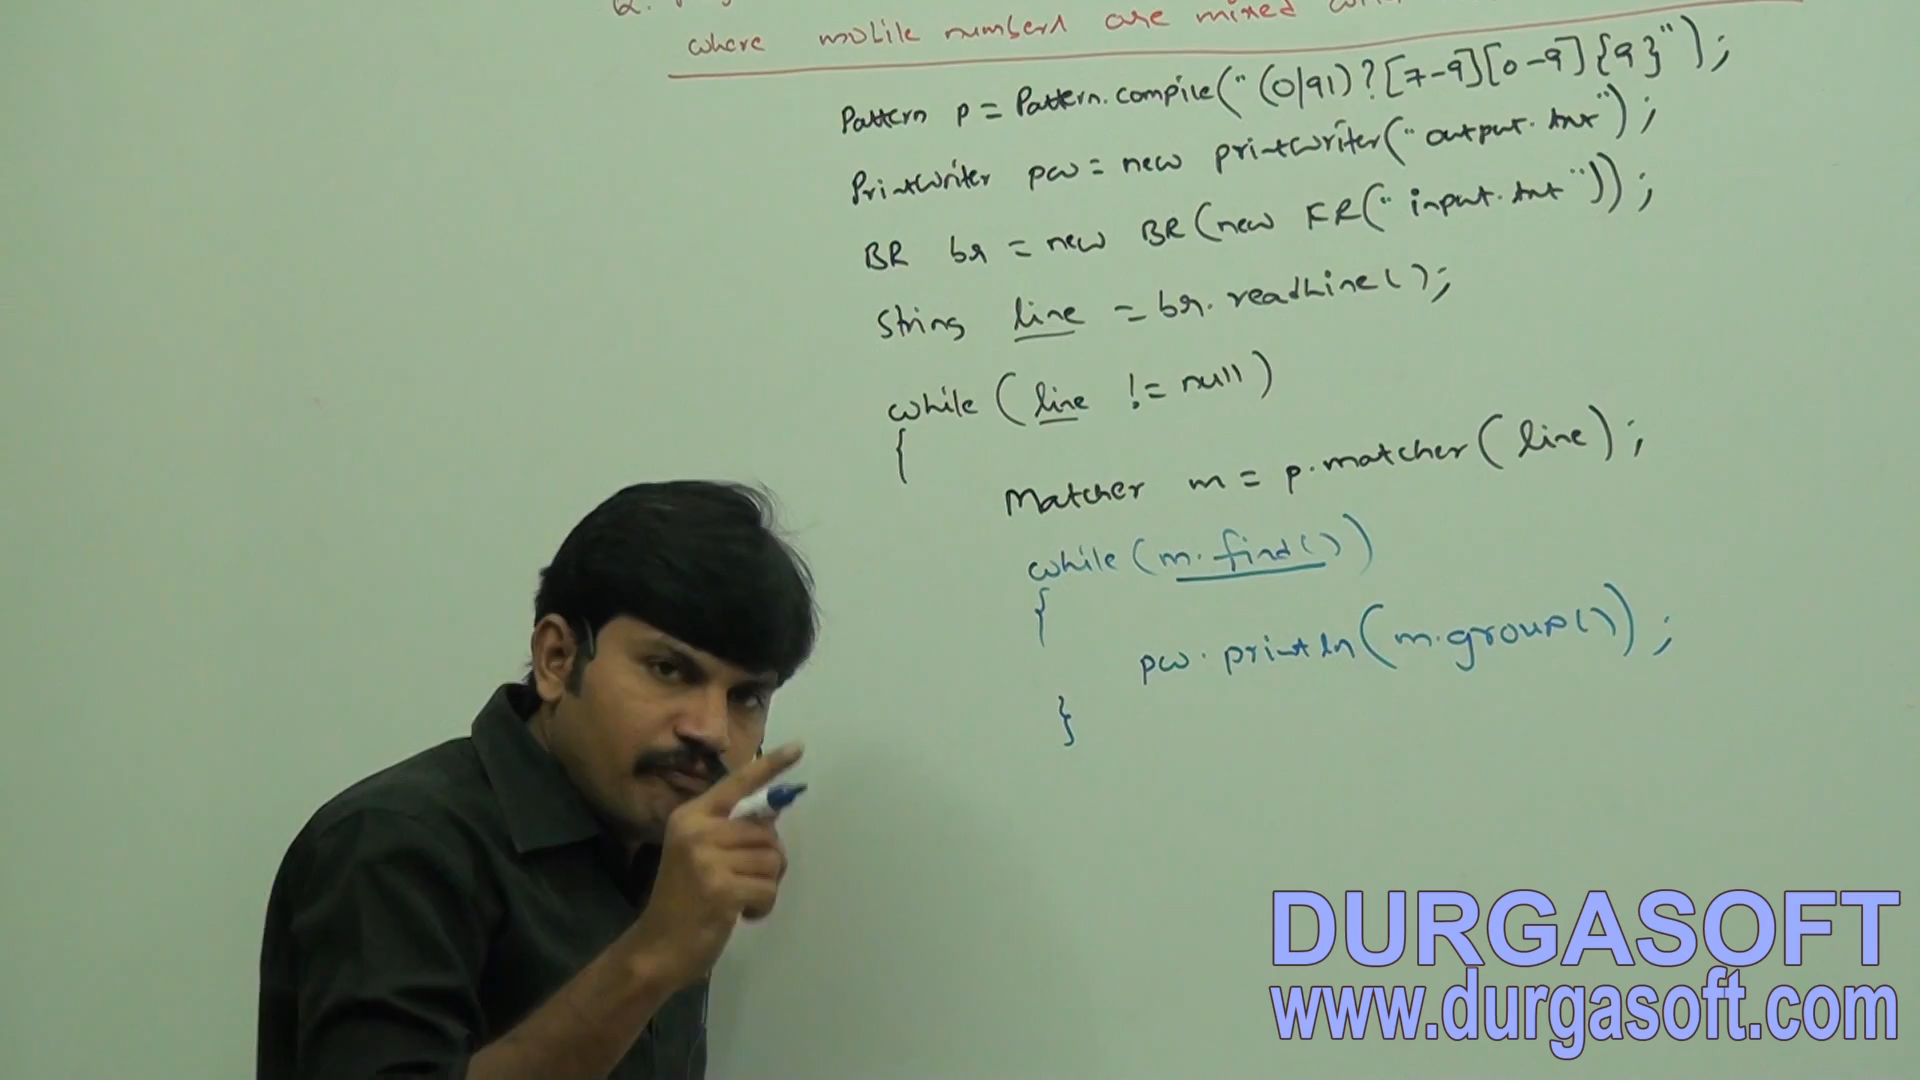 where mobile numbers are mixed
Pattern p = Pattern.compile("(0|91)?[7-9][0-9]{9}");
PrintWriter pw = new printwriter("output.txt");
BR br = new BR(new FR("input.txt"));
String line = br.readLine();
while (line != null)
{
Matcher m = p.matcher(line);
while (m.find())
{
pw.println(m.group());
}
DURGASOFT
www.durgasoft.com